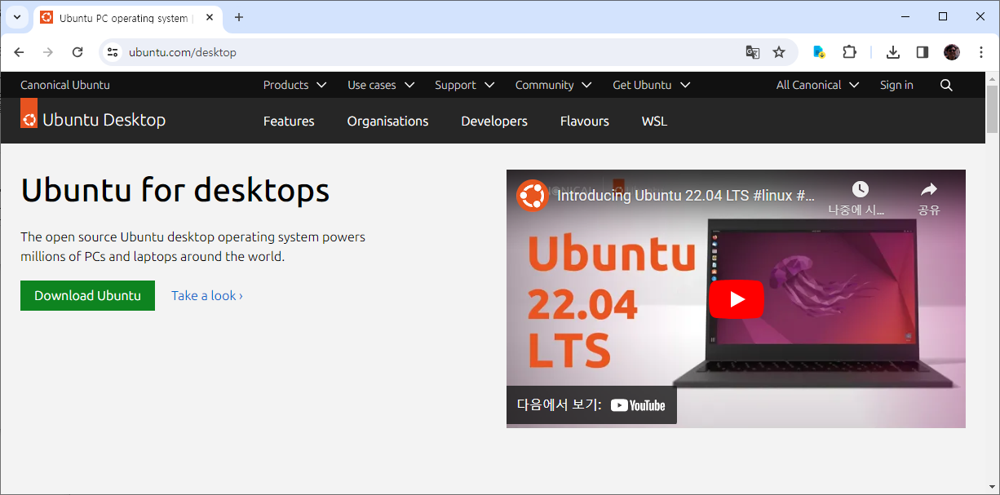 Ubuntu PC operating system |
ubuntu.com/desktop
Canonical Ubuntu Products Use cases Support Community Get Ubuntu All Canonical Sign in
Ubuntu Desktop Features Organisations Developers Flavours WSL
Ubuntu for desktops
The open source Ubuntu desktop operating system powers
millions of PCs and laptops around the world.
Download Ubuntu Take a look ›
Introducing Ubuntu 22.04 LTS #linux #...
나중에 시... 공유
Ubuntu
22.04
LTS
다음에서 보기: YouTube